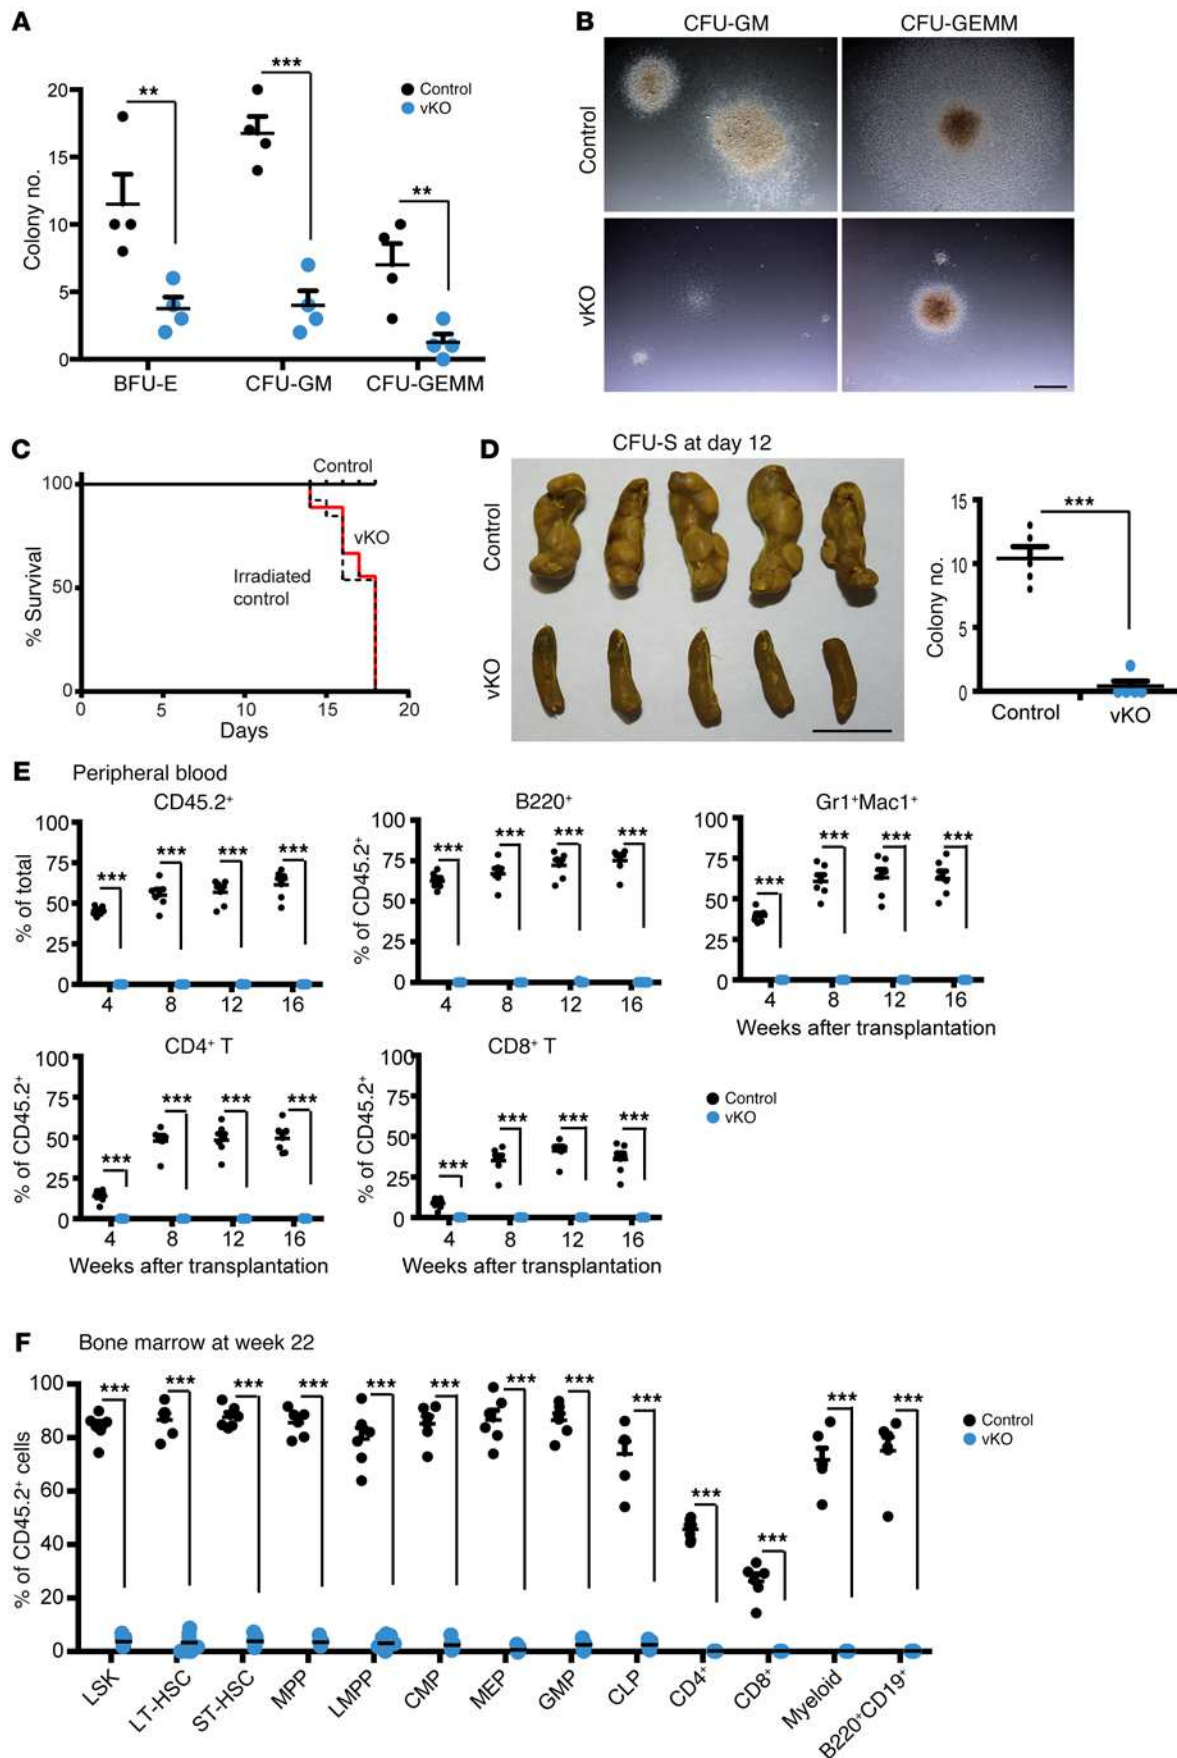 A
20
15
10
5
0
Colony no.
**
***
**
Control
vKO
BFU-E
CFU-GM
CFU-GEMM
B
CFU-GM
CFU-GEMM
Control
vKO
C
100
50
0
% Survival
Control
vKO
Irradiated
control
0
5
10
15
20
Days
D
CFU-S at day 12
Control
vKO
15
10
5
0
Colony no.
***
Control
vKO
E
Peripheral blood
CD45.2⁺
100
75
50
25
0
% of total
***
***
***
***
4
8
12
16
B220⁺
100
75
50
25
0
% of CD45.2⁺
***
***
***
***
4
8
12
16
Gr1⁺Mac1⁺
100
75
50
25
0
***
***
***
***
4
8
12
16
Weeks after transplantation
CD4⁺ T
100
75
50
25
0
% of CD45.2⁺
***
***
***
***
4
8
12
16
Weeks after transplantation
CD8⁺ T
100
75
50
25
0
% of CD45.2⁺
***
***
***
***
4
8
12
16
Weeks after transplantation
Control
vKO
F
Bone marrow at week 22
100
80
60
40
20
0
% of CD45.2⁺ cells
***
***
***
***
***
***
***
***
***
***
***
***
***
Control
vKO
LSK
LT-HSC
ST-HSC
MPP
LMPP
CMP
MEP
GMP
CLP
CD4⁺
CD8⁺
Myeloid
B220⁺CD19⁺